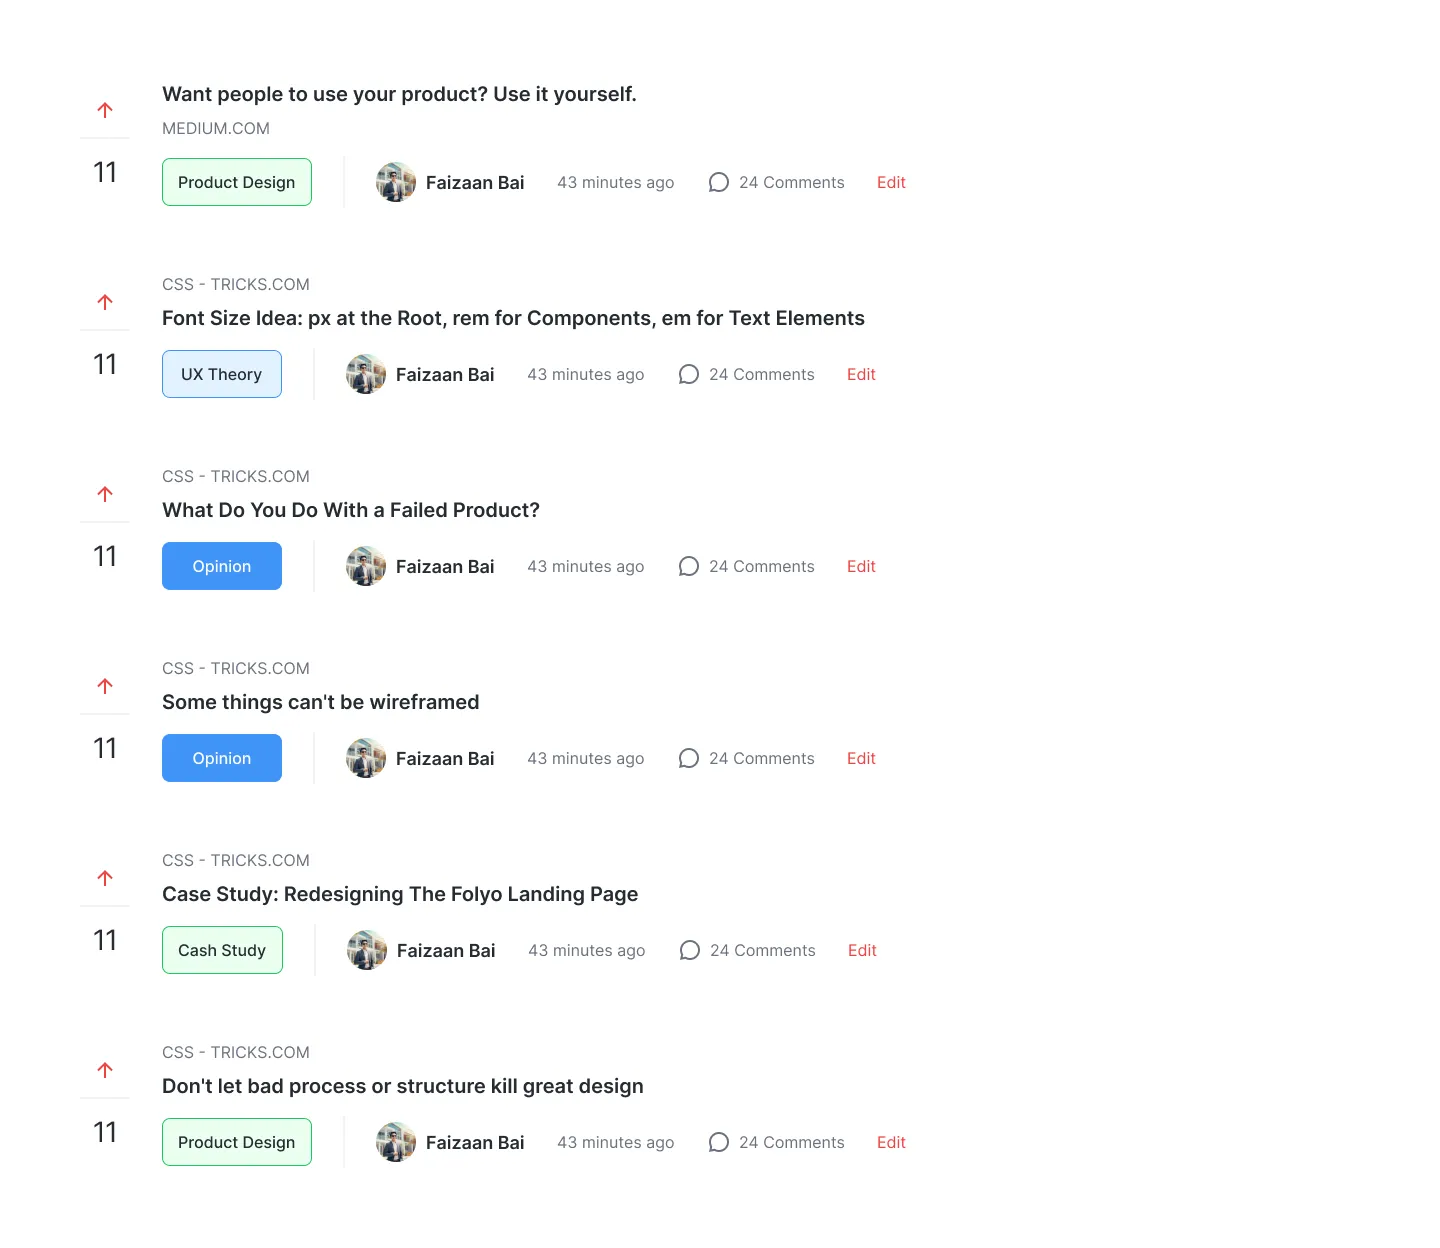 Want people to use your product? Use it yourself.
MEDIUM.COM
11
Product Design Faizaan Bai 43 minutes ago 24 Comments Edit
CSS - TRICKS.COM
Font Size Idea: px at the Root, rem for Components, em for Text Elements
11
UX Theory Faizaan Bai 43 minutes ago 24 Comments Edit
CSS - TRICKS.COM
What Do You Do With a Failed Product?
11
Opinion Faizaan Bai 43 minutes ago 24 Comments Edit
CSS - TRICKS.COM
Some things can't be wireframed
11
Opinion Faizaan Bai 43 minutes ago 24 Comments Edit
CSS - TRICKS.COM
Case Study: Redesigning The Folyo Landing Page
11
Cash Study Faizaan Bai 43 minutes ago 24 Comments Edit
CSS - TRICKS.COM
Don't let bad process or structure kill great design
11
Product Design Faizaan Bai 43 minutes ago 24 Comments Edit